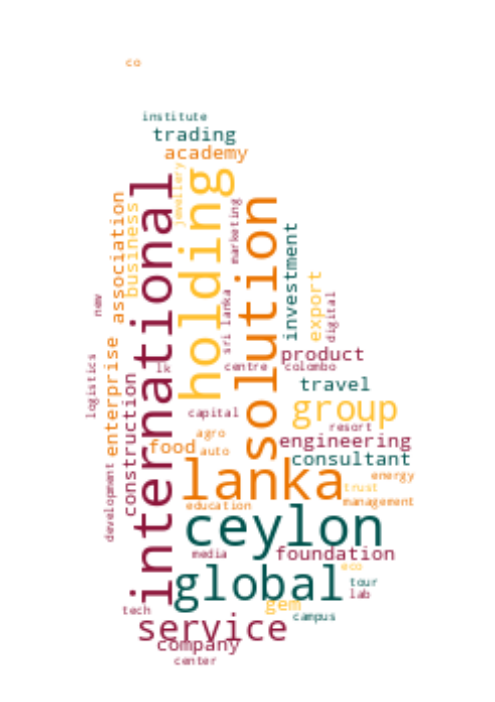 co
institute
trading
academy
jewellery
holding
international
association
business
marketing
solution
investment
export
digital
new
sri lanka
product
centre
colombo
lk
enterprise
logistics
construction
travel
capital
group
resort
agro
engineering
food
auto
consultant
lanka
energy
trust
development
education
management
ceylon
media
foundation
global
eco
tour
lab
gem
tech
campus
service
company
center